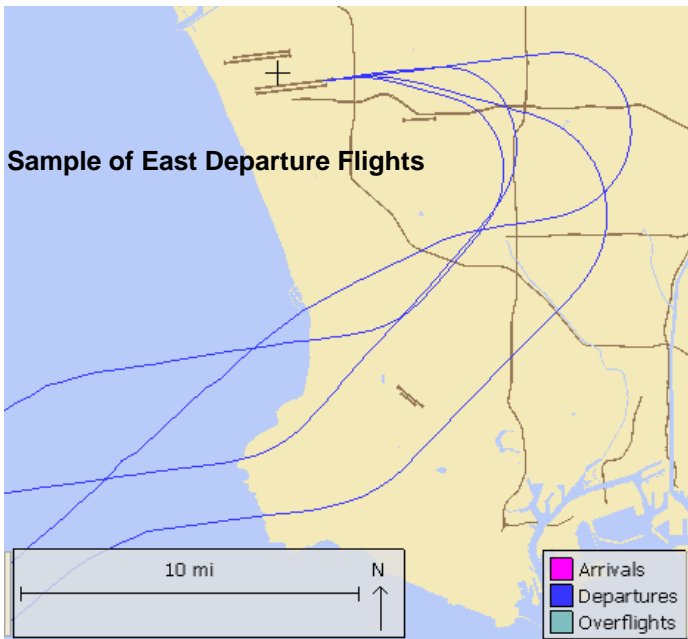 Sample of East Departure Flights
10 mi
N
Arrivals
Departures
Overflights